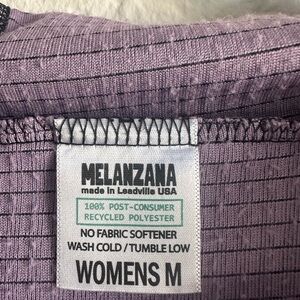 MELANZANA
made in Leadville USA
100% POST-CONSUMER
RECYCLED POLYESTER
NO FABRIC SOFTENER
WASH COLD / TUMBLE LOW
WOMENS M